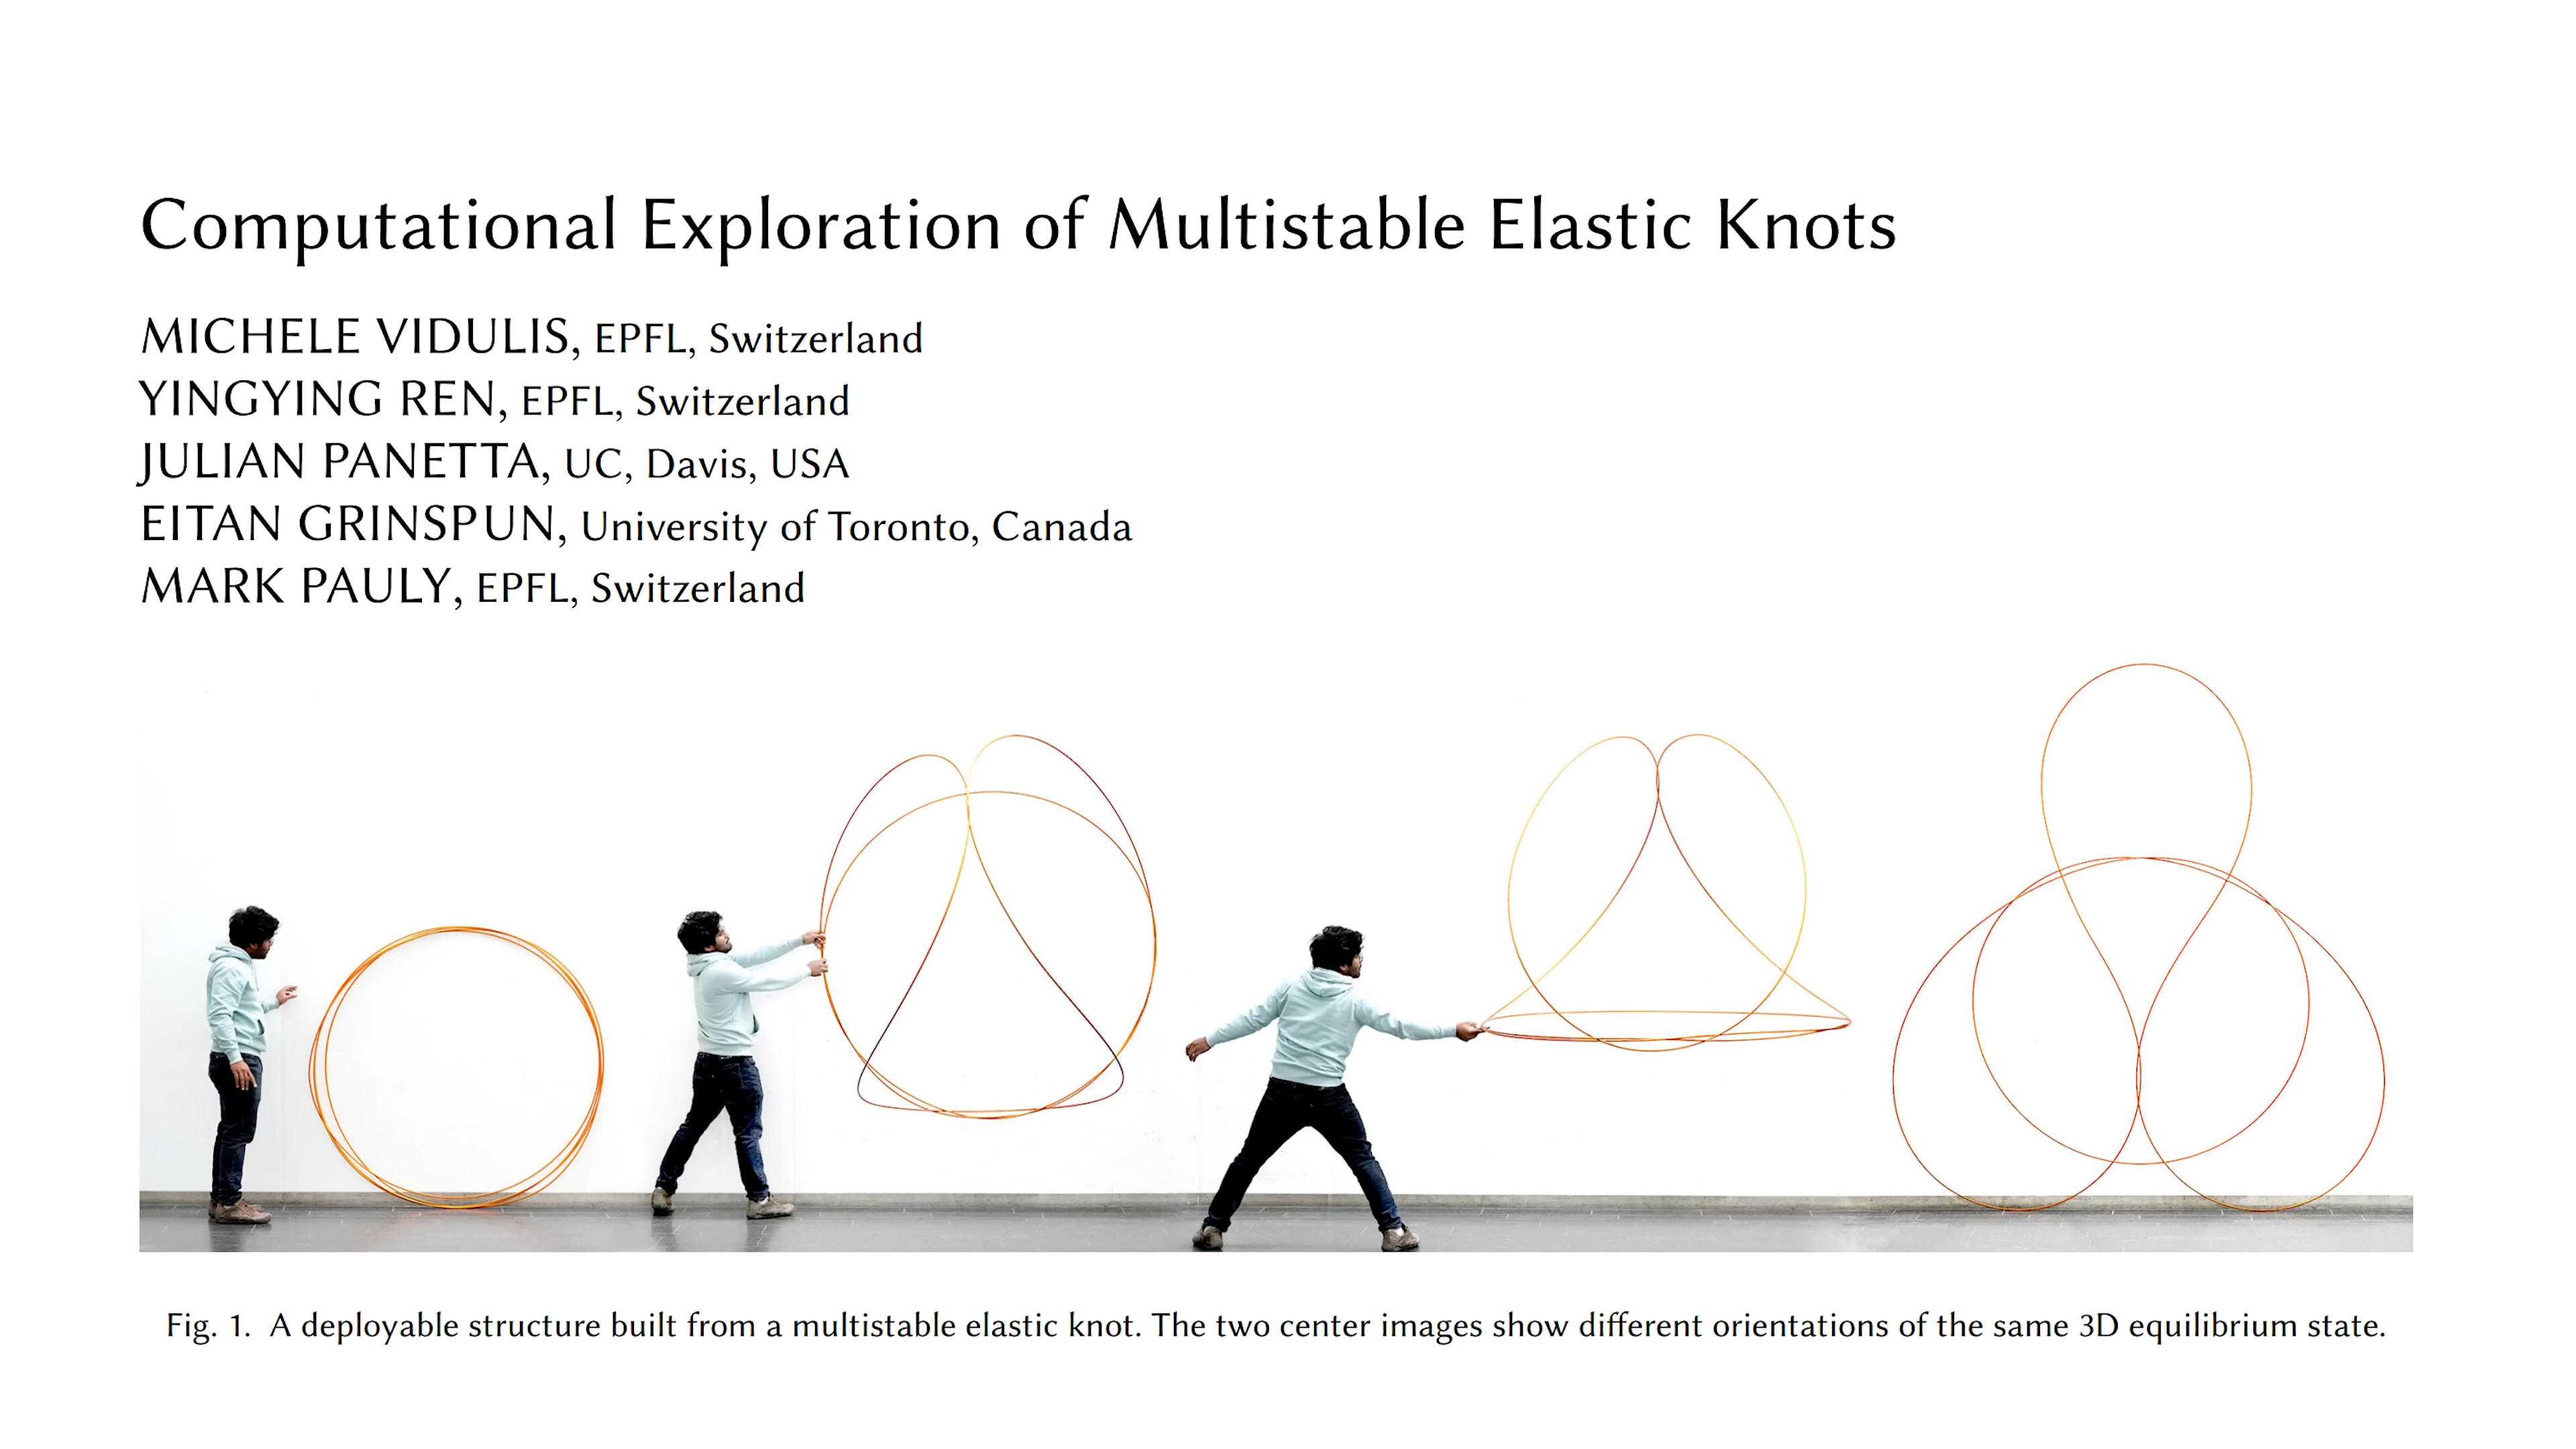 Computational Exploration of Multistable Elastic Knots
MICHELE VIDULIS, EPFL, Switzerland
YINGYING REN, EPFL, Switzerland
JULIAN PANETTA, UC, Davis, USA
EITAN GRINSPUN, University of Toronto, Canada
MARK PAULY, EPFL, Switzerland
Fig. 1. A deployable structure built from a multistable elastic knot. The two center images show different orientations of the same 3D equilibrium state.